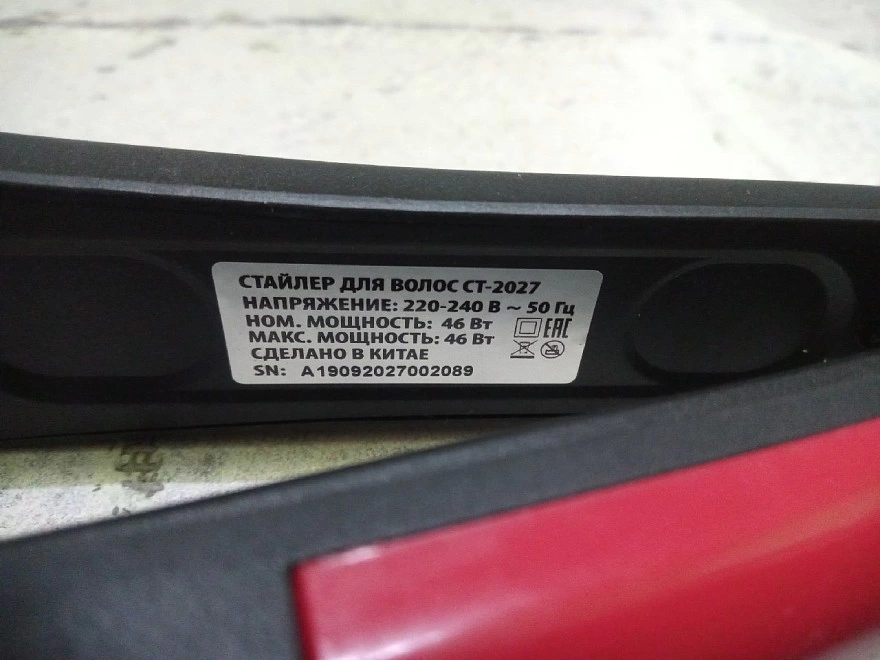 СТАЙЛЕР ДЛЯ ВОЛОС СТ-2027
НАПРЯЖЕНИЕ: 220-240 В ~ 50 Гц
НОМ. МОЩНОСТЬ: 46 Вт
МАКС. МОЩНОСТЬ: 46 Вт
EAC
СДЕЛАНО В КИТАЕ
SN: A19092027002089